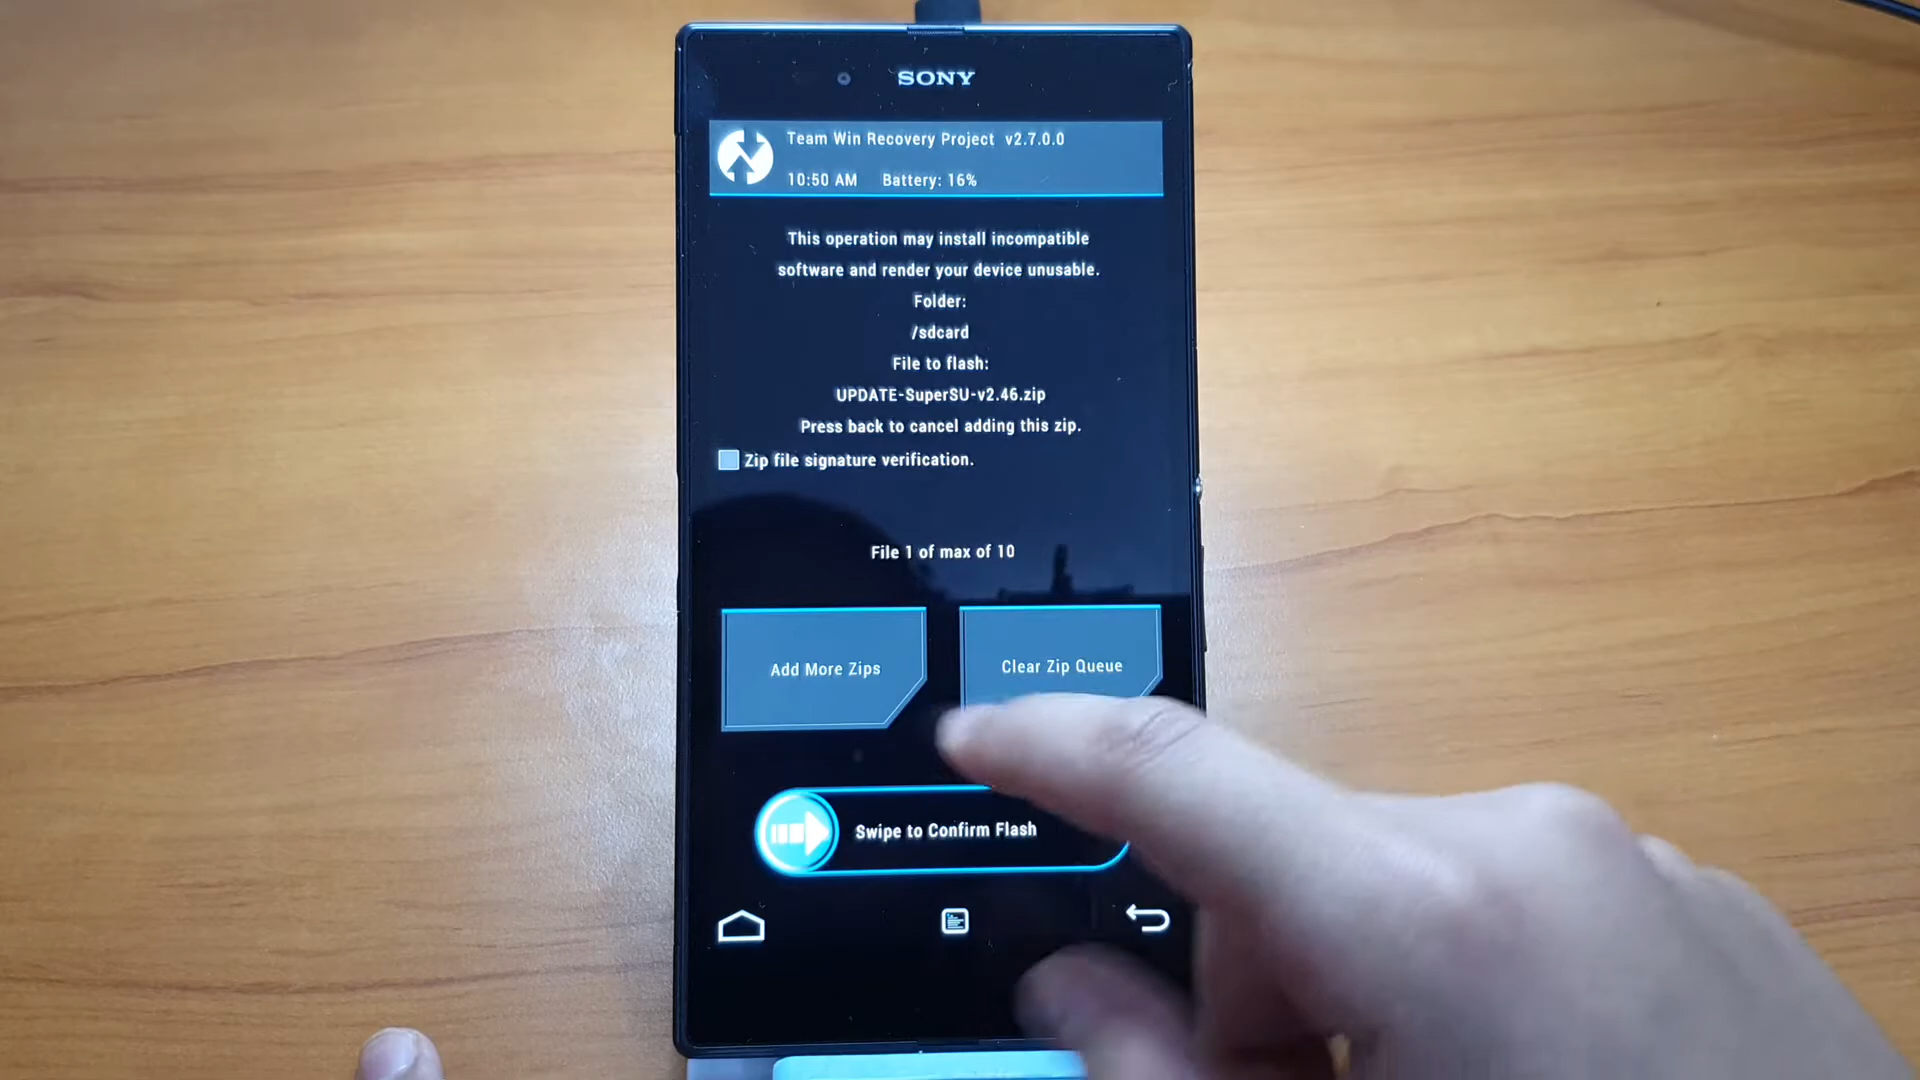 SONY
Team Win Recovery Project v2.7.0.0
10:50 AM Battery: 16%
This operation may install incompatible
software and render your device unusable.
Folder:
/sdcard
File to flash:
UPDATE-SuperSU-v2.46.zip
Press back to cancel adding this zip.
Zip file signature verification.
File 1 of max of 10
Add More Zips
Clear Zip Queue
Swipe to Confirm Flash